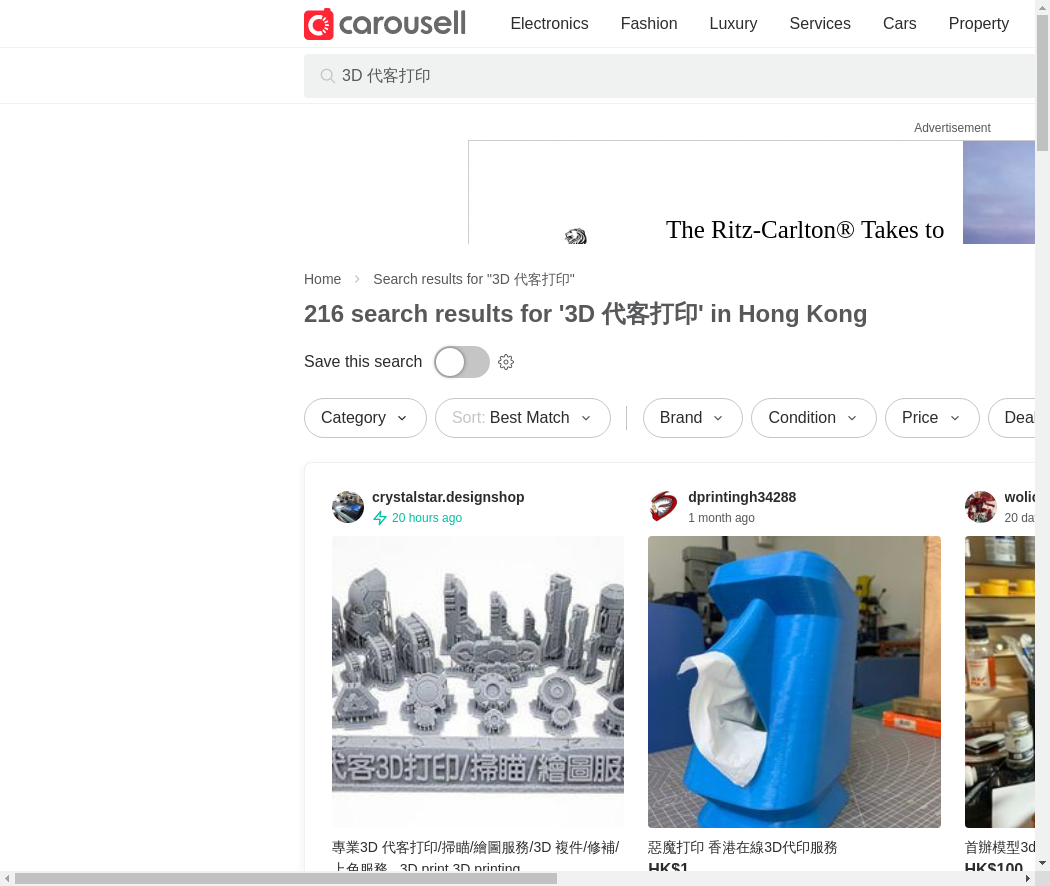 carousell
Electronics
Fashion
Luxury
Services
Cars
Property
3D 代客打印
Advertisement
The Ritz-Carlton® Takes to
Home
Search results for "3D 代客打印"
216 search results for '3D 代客打印' in Hong Kong
Save this search
Category
Sort: Best Match
Brand
Condition
Price
Deal
crystalstar.designshop
20 hours ago
dprintingh34288
1 month ago
代客3D打印/掃瞄/繪圖服
專業3D 代客打印/掃瞄/繪圖服務/3D 複件/修補/
上色服務 , 3D print 3D printing
惡魔打印 香港在線3D代印服務
HK$1
首辦模型3d
HK$100